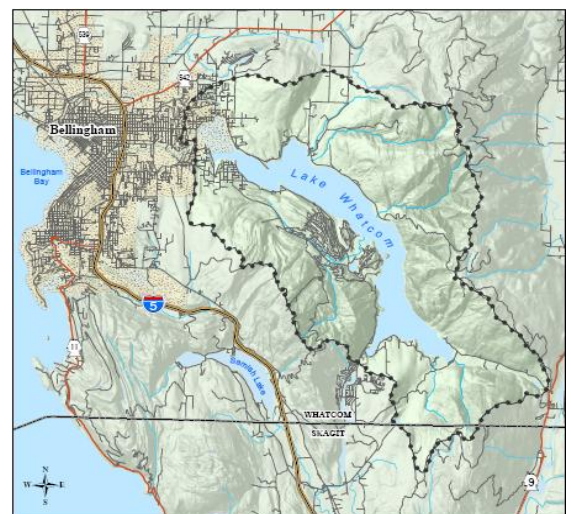 539
542
Bellingham
Bellingham
Bay
Lake Whatcom
5
11
Samish Lake
WHATCOM
SKAGIT
N
W E
S
9